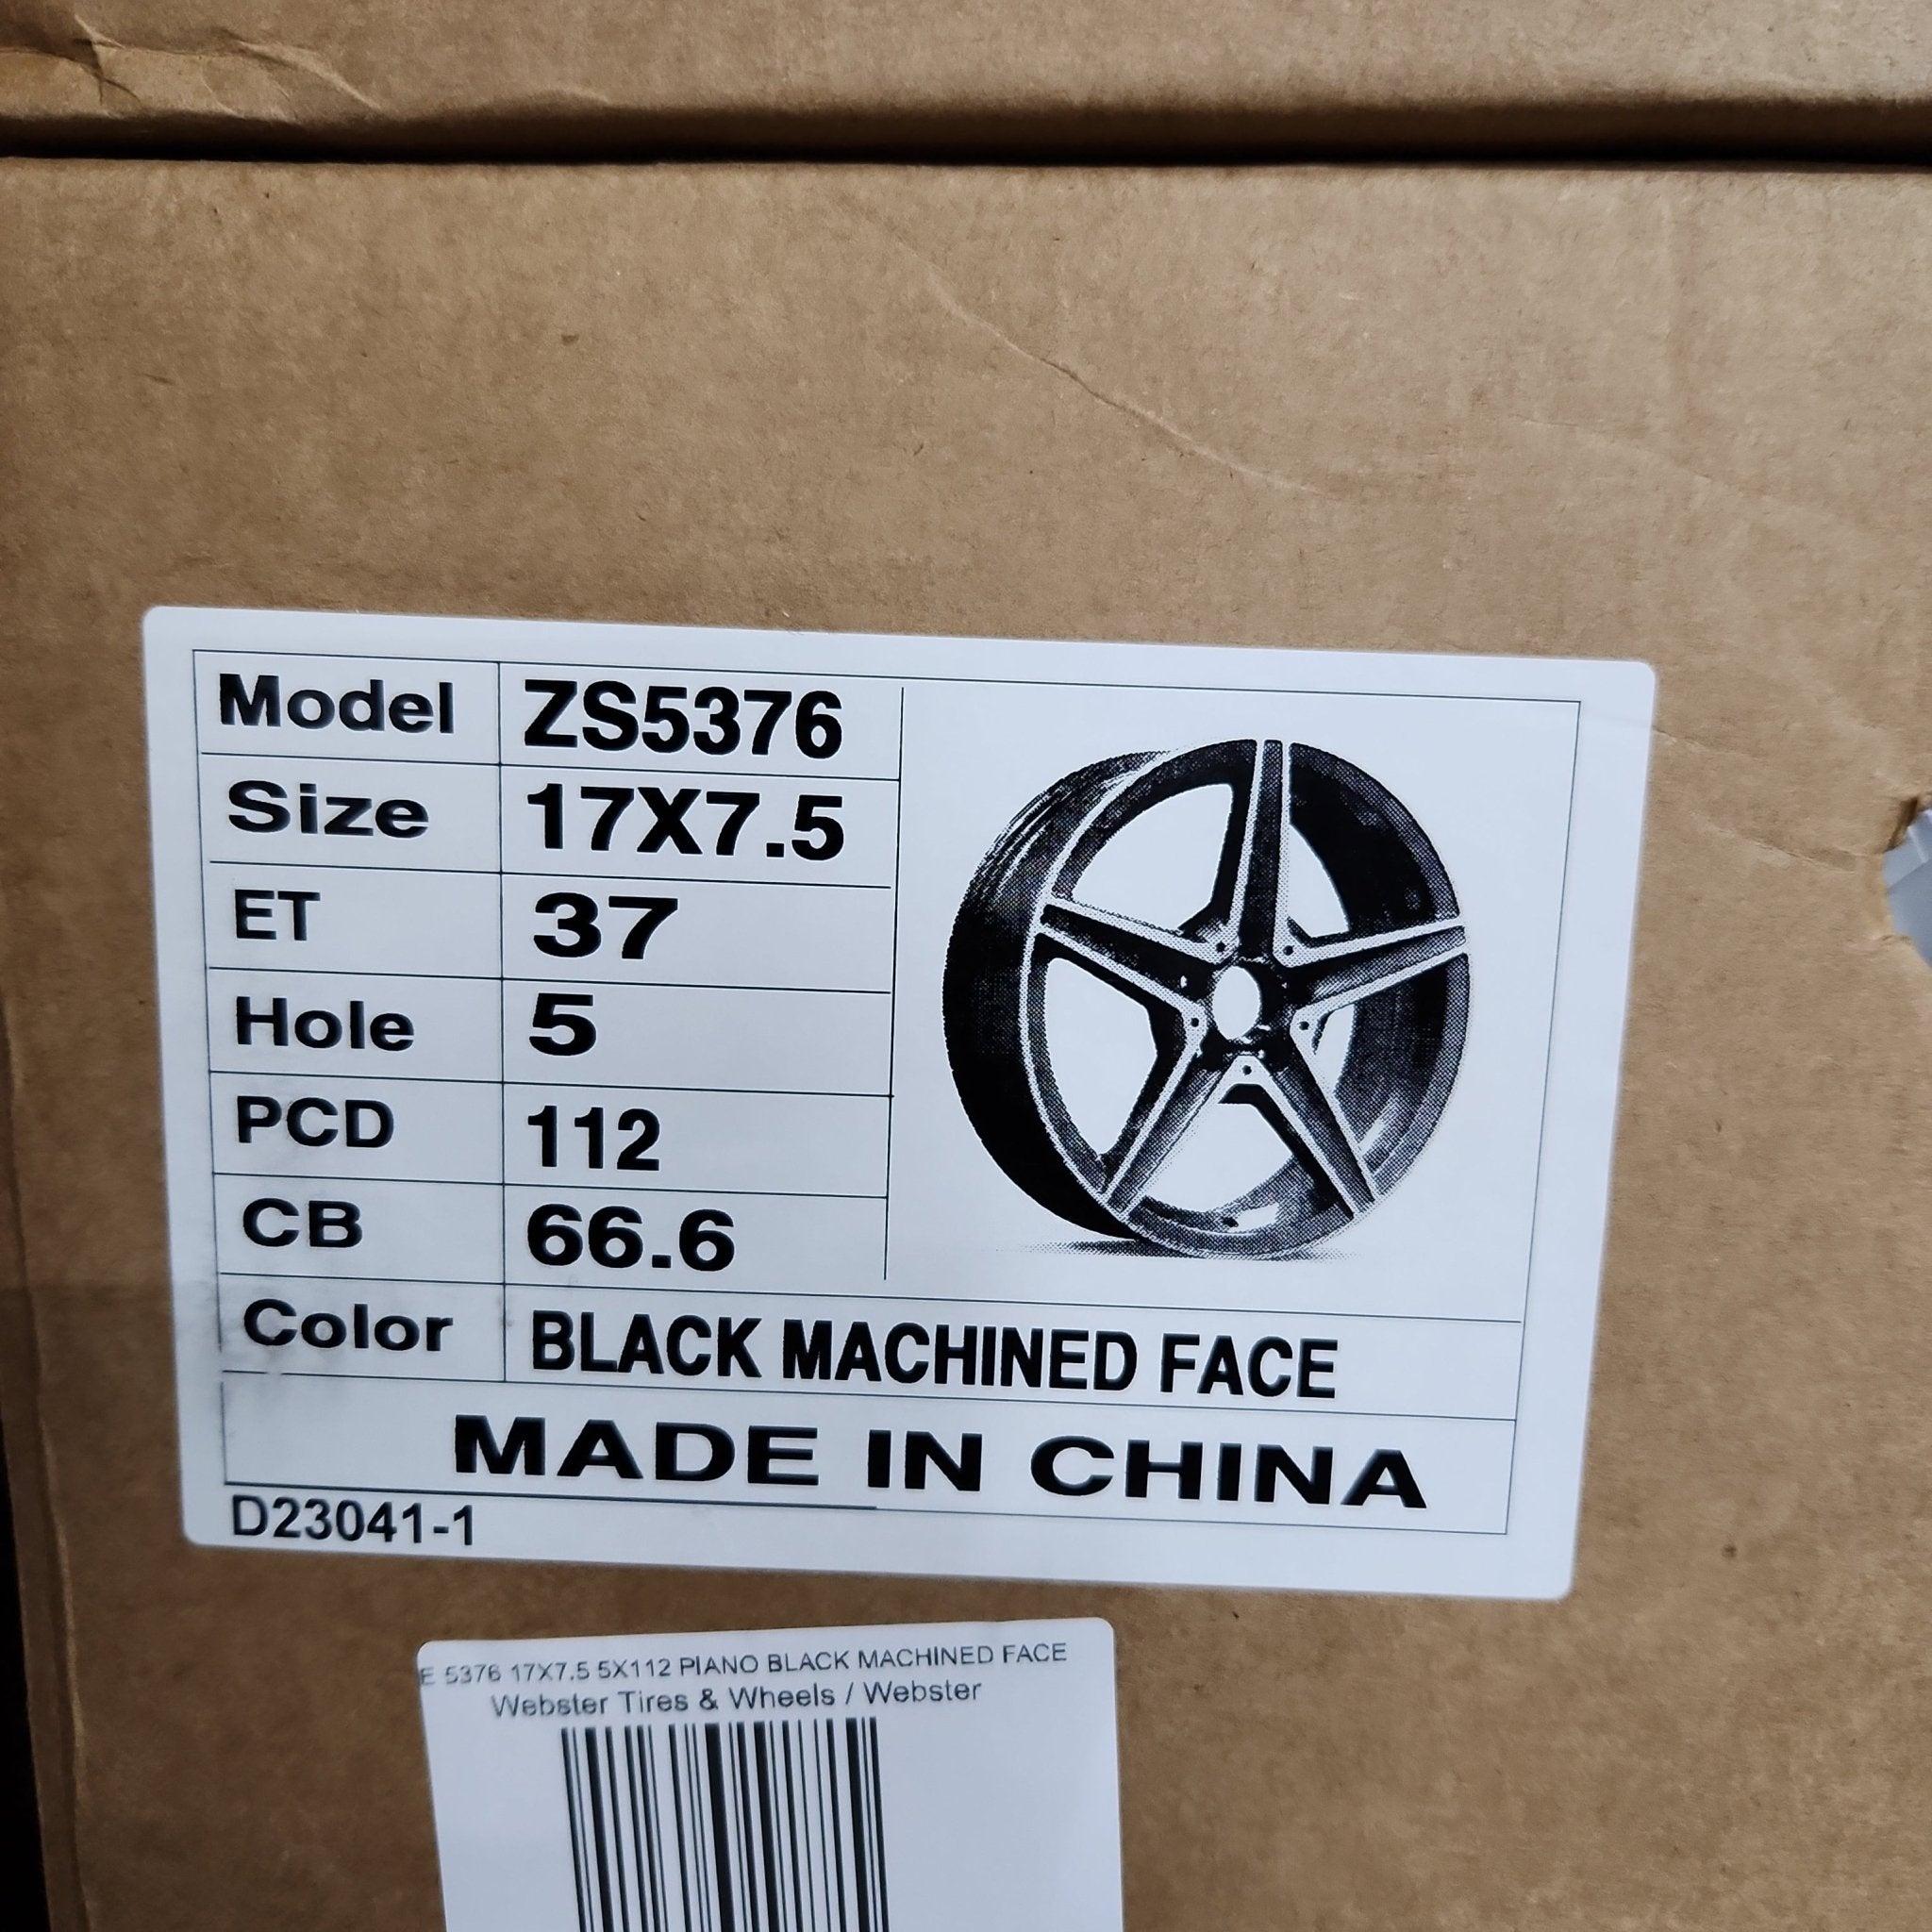 Model ZS5376
Size 17X7.5
ET 37
Hole 5
PCD 112
CB 66.6
Color BLACK MACHINED FACE
MADE IN CHINA
D23041-1
E 5376 17X7.5 5X112 PIANO BLACK MACHINED FACE
Webster Tires & Wheels / Webster